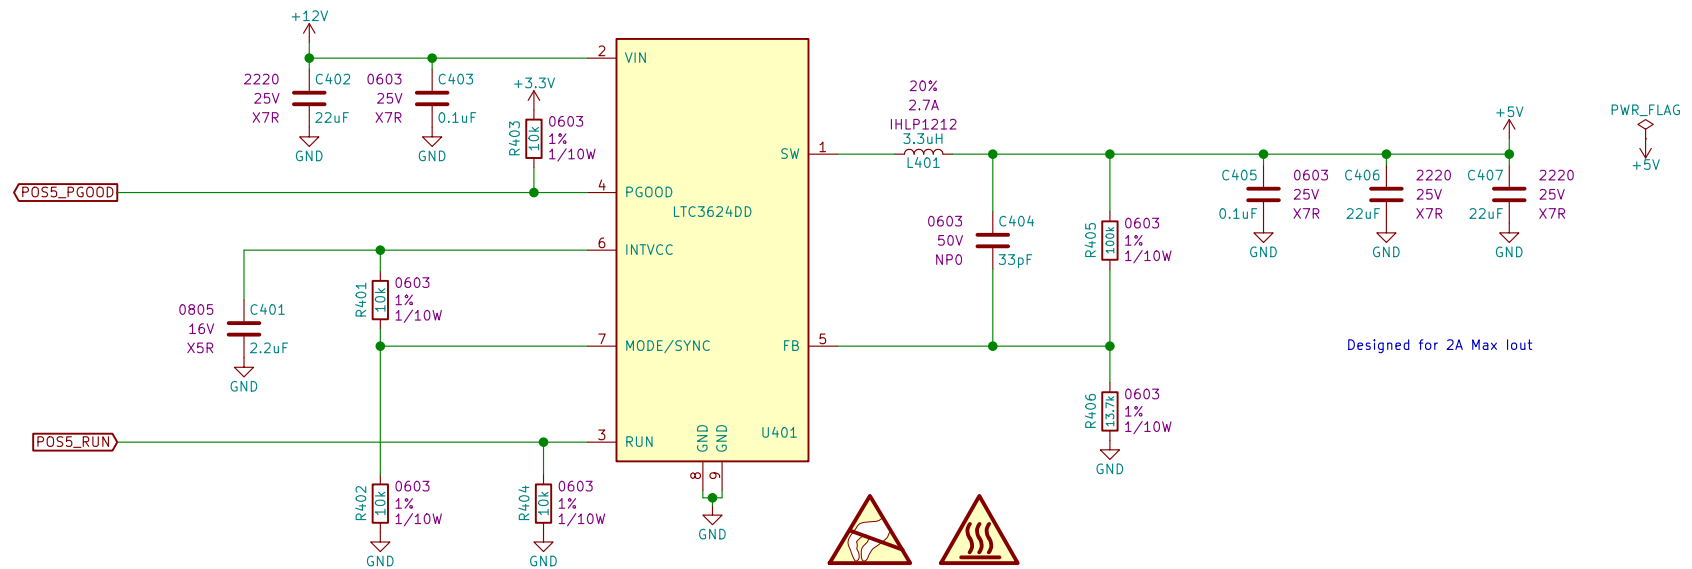 +12V
2220
25V
X7R
C402
22uF
GND
0603
25V
X7R
C403
0.1uF
GND
+3.3V
R403
10k
0603
1%
1/10W
POS5_PGOOD
C401
0805
16V
X5R
2.2uF
GND
R401
10k
0603
1%
1/10W
POS5_RUN
R402
10k
0603
1%
1/10W
GND
R404
10k
0603
1%
1/10W
GND
2
VIN
4
PGOOD
LTC3624DD
6
INTVCC
7
MODE/SYNC
3
RUN
SW
1
FB
5
U401
GND
GND
8
9
GND
20%
2.7A
IHLP1212
3.3uH
L401
0603
50V
NP0
C404
33pF
R405
100k
0603
1%
1/10W
R406
13.7k
0603
1%
1/10W
GND
C405
0.1uF
0603
25V
X7R
GND
C406
22uF
2220
25V
X7R
GND
+5V
C407
22uF
2220
25V
X7R
GND
PWR_FLAG
+5V
Designed for 2A Max Iout